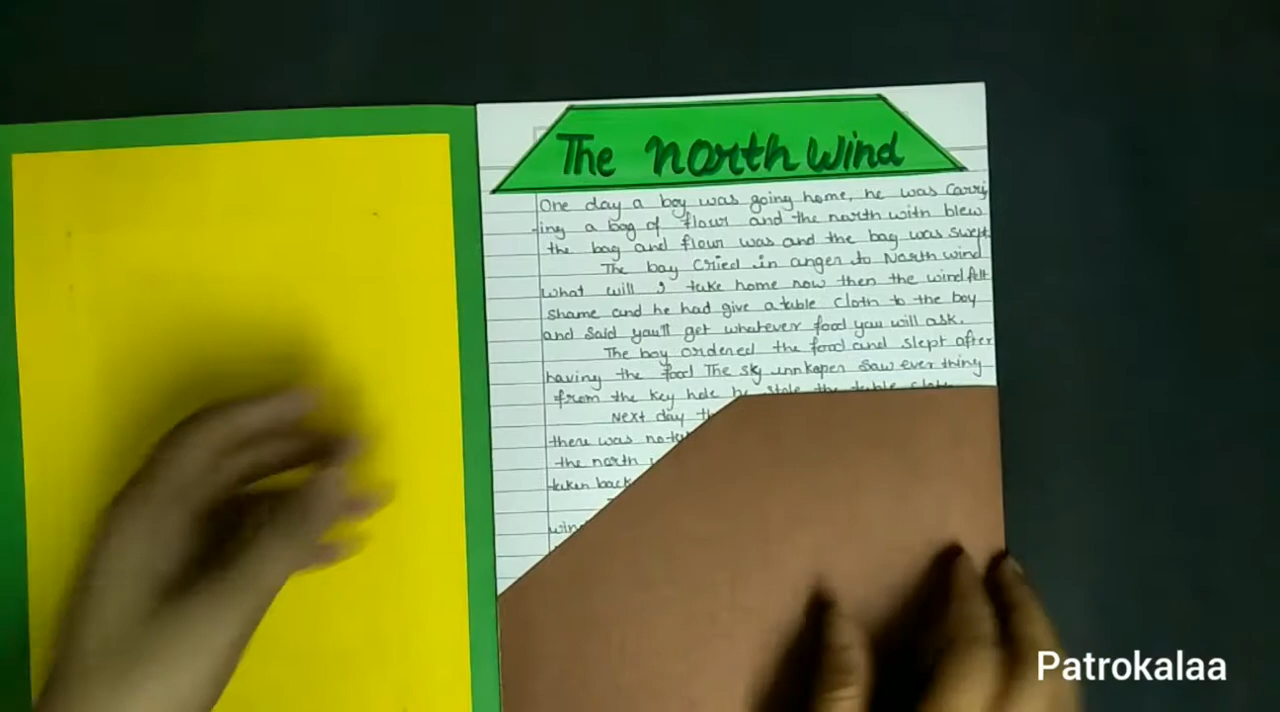 The North Wind
One day a boy was going home, he was carry
-ing a bag of flour and the north with blew
the bag and flour was and the bag was swept
The boy cried in anger to North wind
what will I take home now then the wind felt
shame and he had give a table cloth to the boy
and said you'll get whatever food you will ask.
The boy ordered the food and slept after
having the food The sky innkoper saw ever thing
from the key hole he stole the table cloth
Next day
there was no
the north
taken back
Patrokalaa